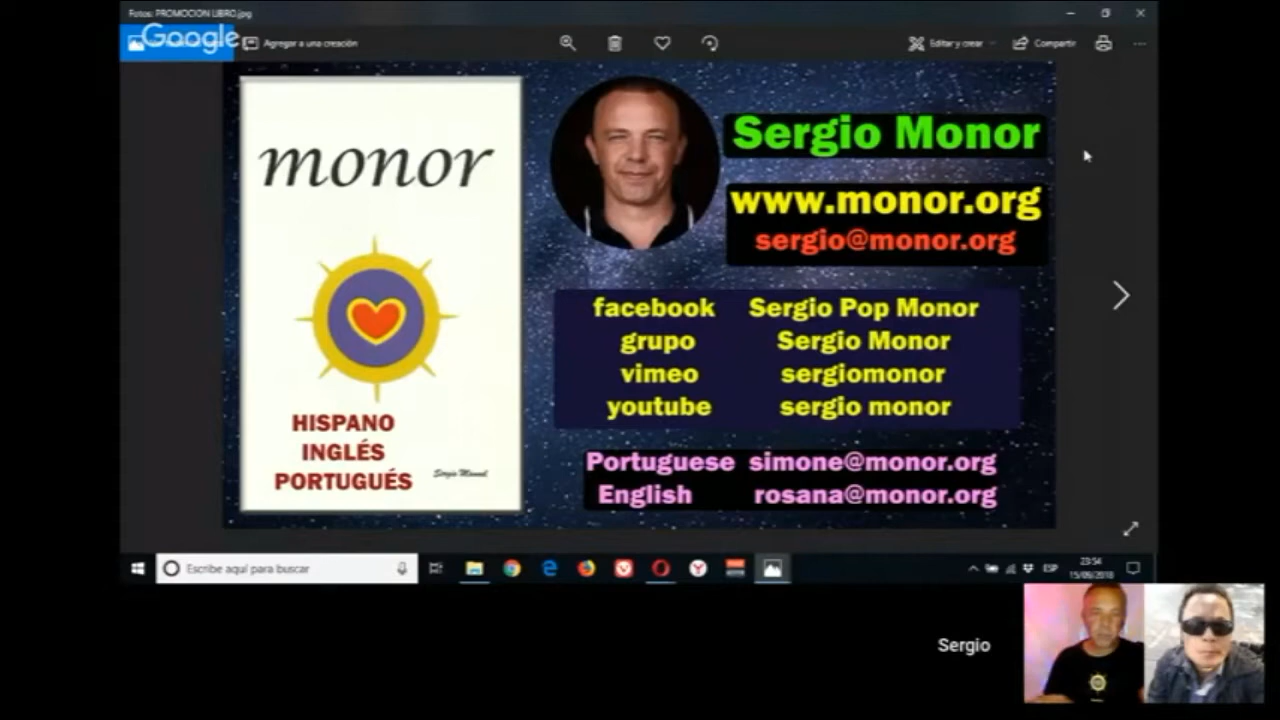 Fotos: PROMOCION LIBRO.jpg
Google
Agregar a una creación
Editar y crear
Compartir
monor
HISPANO
INGLÉS
PORTUGUÉS
Sergio Monor
www.monor.org
sergio@monor.org
facebook Sergio Pop Monor
grupo Sergio Monor
vimeo sergiomonor
youtube sergio monor
Portuguese simone@monor.org
English rosana@monor.org
Escribe aquí para buscar
ESP
23:54
15/09/2018
Sergio